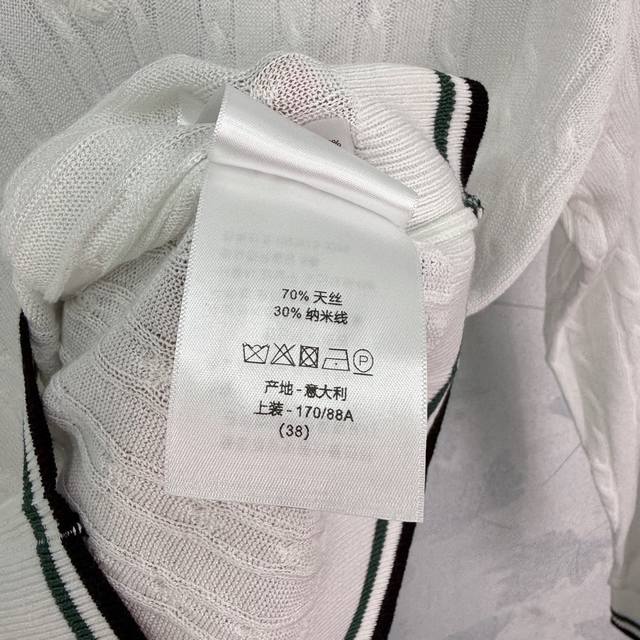 70% 天丝
30% 纳米线
产地 - 意大利
上装 - 170/88A
(38)